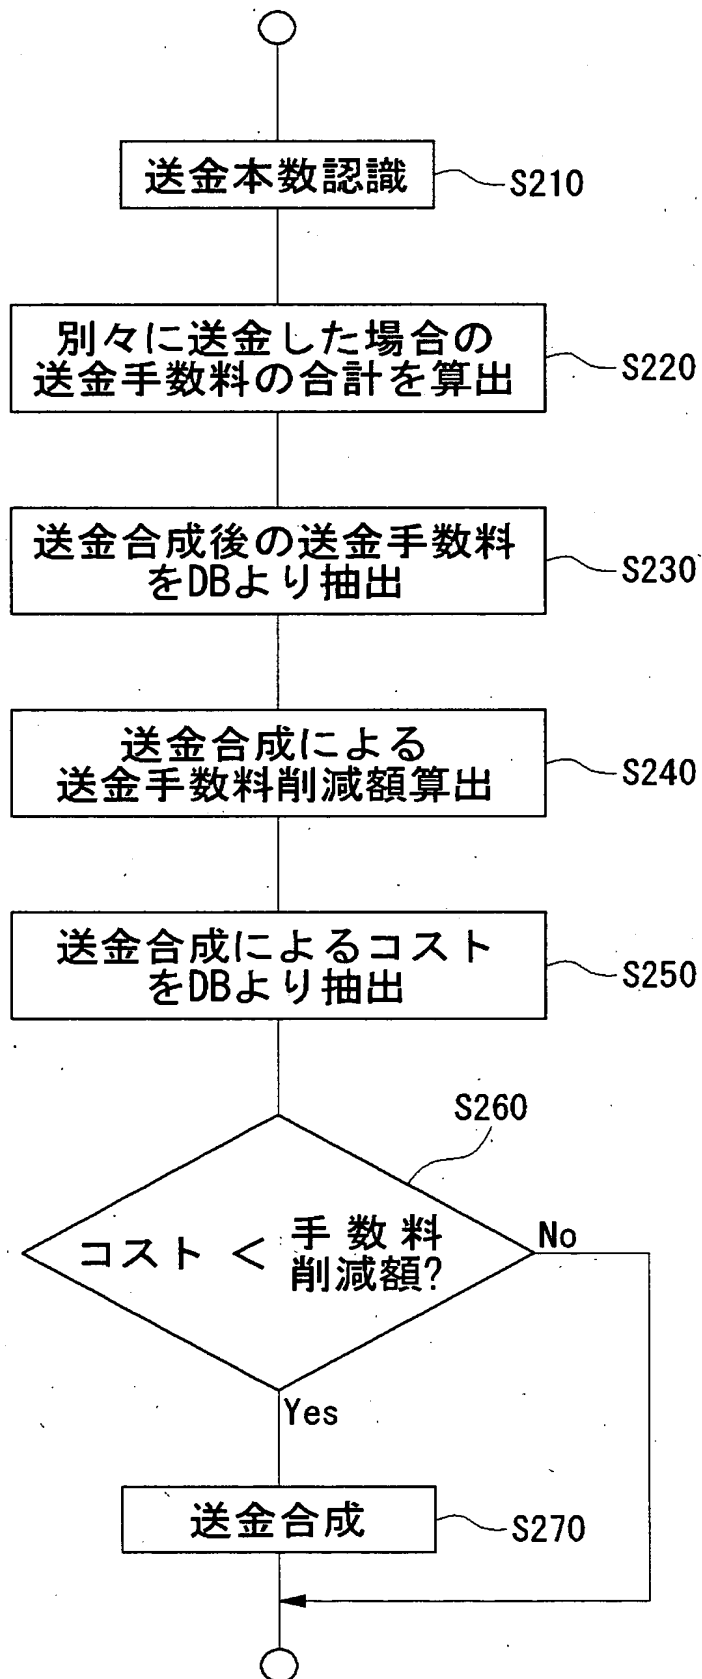 送金本数認識
S210
別々に送金した場合の
送金手数料の合計を算出
S220
送金合成後の送金手数料
をDBより抽出
S230
送金合成による
送金手数料削減額算出
S240
送金合成によるコスト
をDBより抽出
S250
S260
コスト < 手数料
削減額?
No
Yes
送金合成
S270